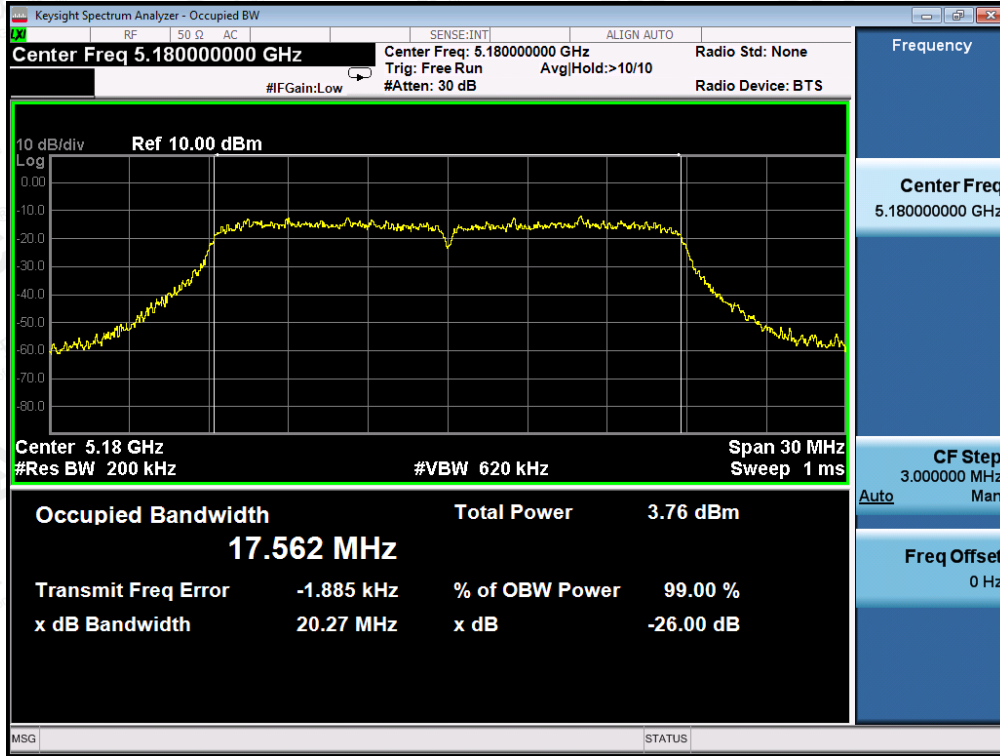 Keysight Spectrum Analyzer - Occupied BW
LXI RF 50 Ω AC SENSE:INT ALIGN AUTO
Center Freq 5.180000000 GHz
Center Freq: 5.180000000 GHz Radio Std: None
Trig: Free Run Avg|Hold:>10/10
#IFGain:Low #Atten: 30 dB Radio Device: BTS
10 dB/div Ref 10.00 dBm
Log
0.00
-10.0
-20.0
-30.0
-40.0
-50.0
-60.0
-70.0
-80.0
Center 5.18 GHz Span 30 MHz
#Res BW 200 kHz #VBW 620 kHz Sweep 1 ms
Occupied Bandwidth Total Power 3.76 dBm
17.562 MHz
Transmit Freq Error -1.885 kHz % of OBW Power 99.00 %
x dB Bandwidth 20.27 MHz x dB -26.00 dB
MSG STATUS
Frequency
Center Freq
5.180000000 GHz
CF Step
3.000000 MHz
Auto Man
Freq Offset
0 Hz